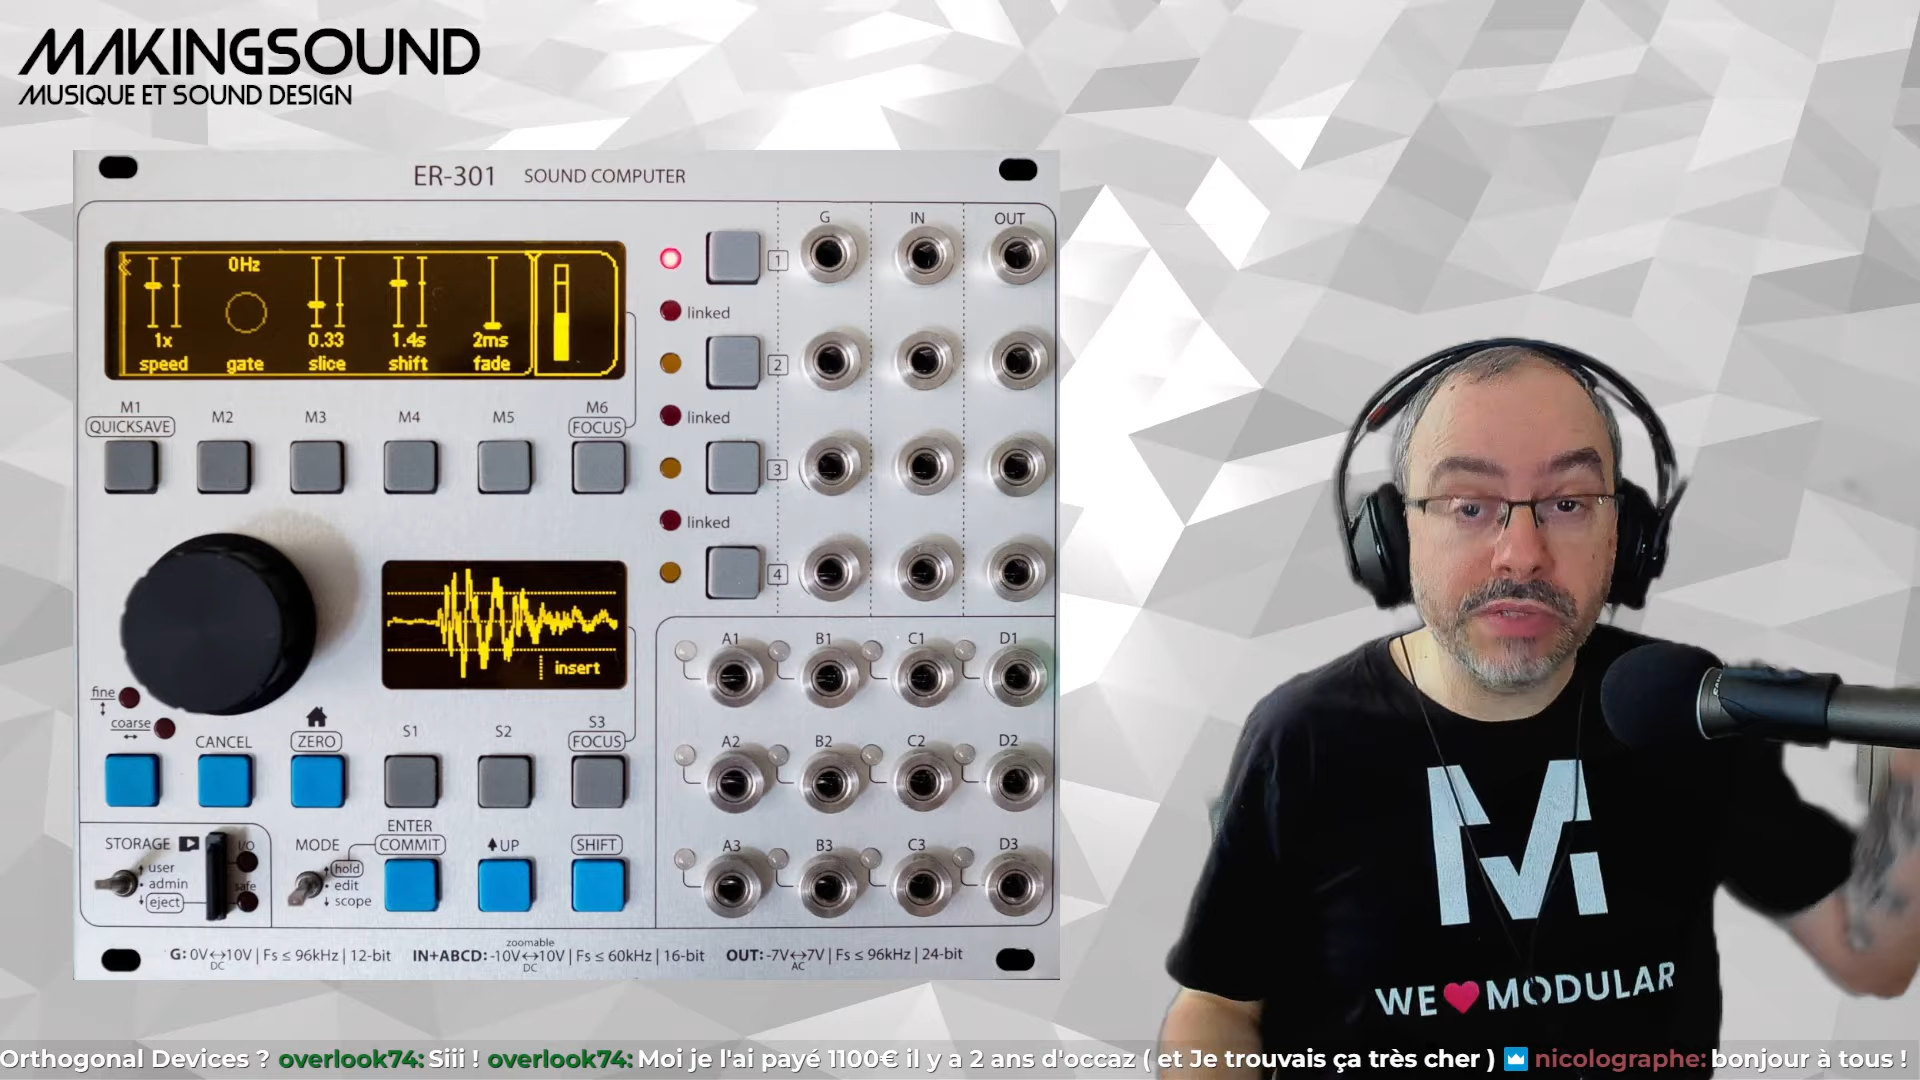 MAKINGSOUND
MUSIQUE ET SOUND DESIGN
ER-301 SOUND COMPUTER
G IN OUT
0Hz
1x 0.33 1.4s 2ms
speed gate slice shift fade
1
linked
2
linked
3
linked
4
M1 M2 M3 M4 M5 M6
QUICKSAVE FOCUS
insert
fine
coarse
CANCEL ZERO S1 S2 S3
FOCUS
A1 B1 C1 D1
A2 B2 C2 D2
A3 B3 C3 D3
STORAGE I/O
user
admin
eject
safe
MODE
hold
edit
scope
ENTER
COMMIT
UP
SHIFT
G: 0V↔10V | Fs ≤ 96kHz | 12-bit
DC
IN+ABCD: -10V↔10V | Fs ≤ 60kHz | 16-bit
zoomable
DC
OUT: -7V↔7V | Fs ≤ 96kHz | 24-bit
AC
M
WE❤MODULAR
Orthogonal Devices ? overlook74: Siii ! overlook74: Moi je l'ai payé 1100€ il y a 2 ans d'occaz ( et Je trouvais ça très cher ) nicolographe: bonjour à tous !